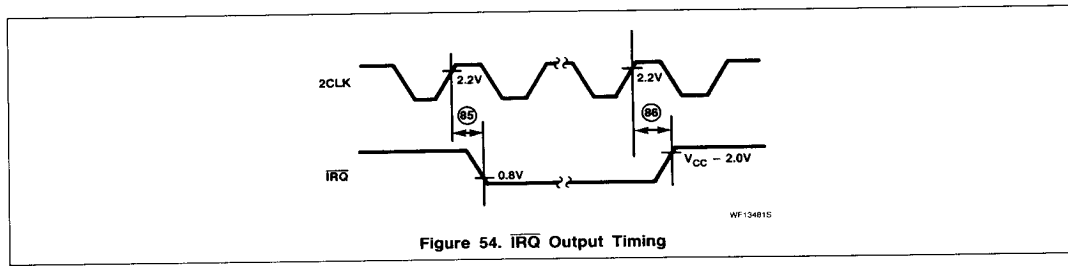 2CLK
2.2V
2.2V
85
86
IRQ
0.8V
VCC – 2.0V
WF13481S
Figure 54. IRQ Output Timing